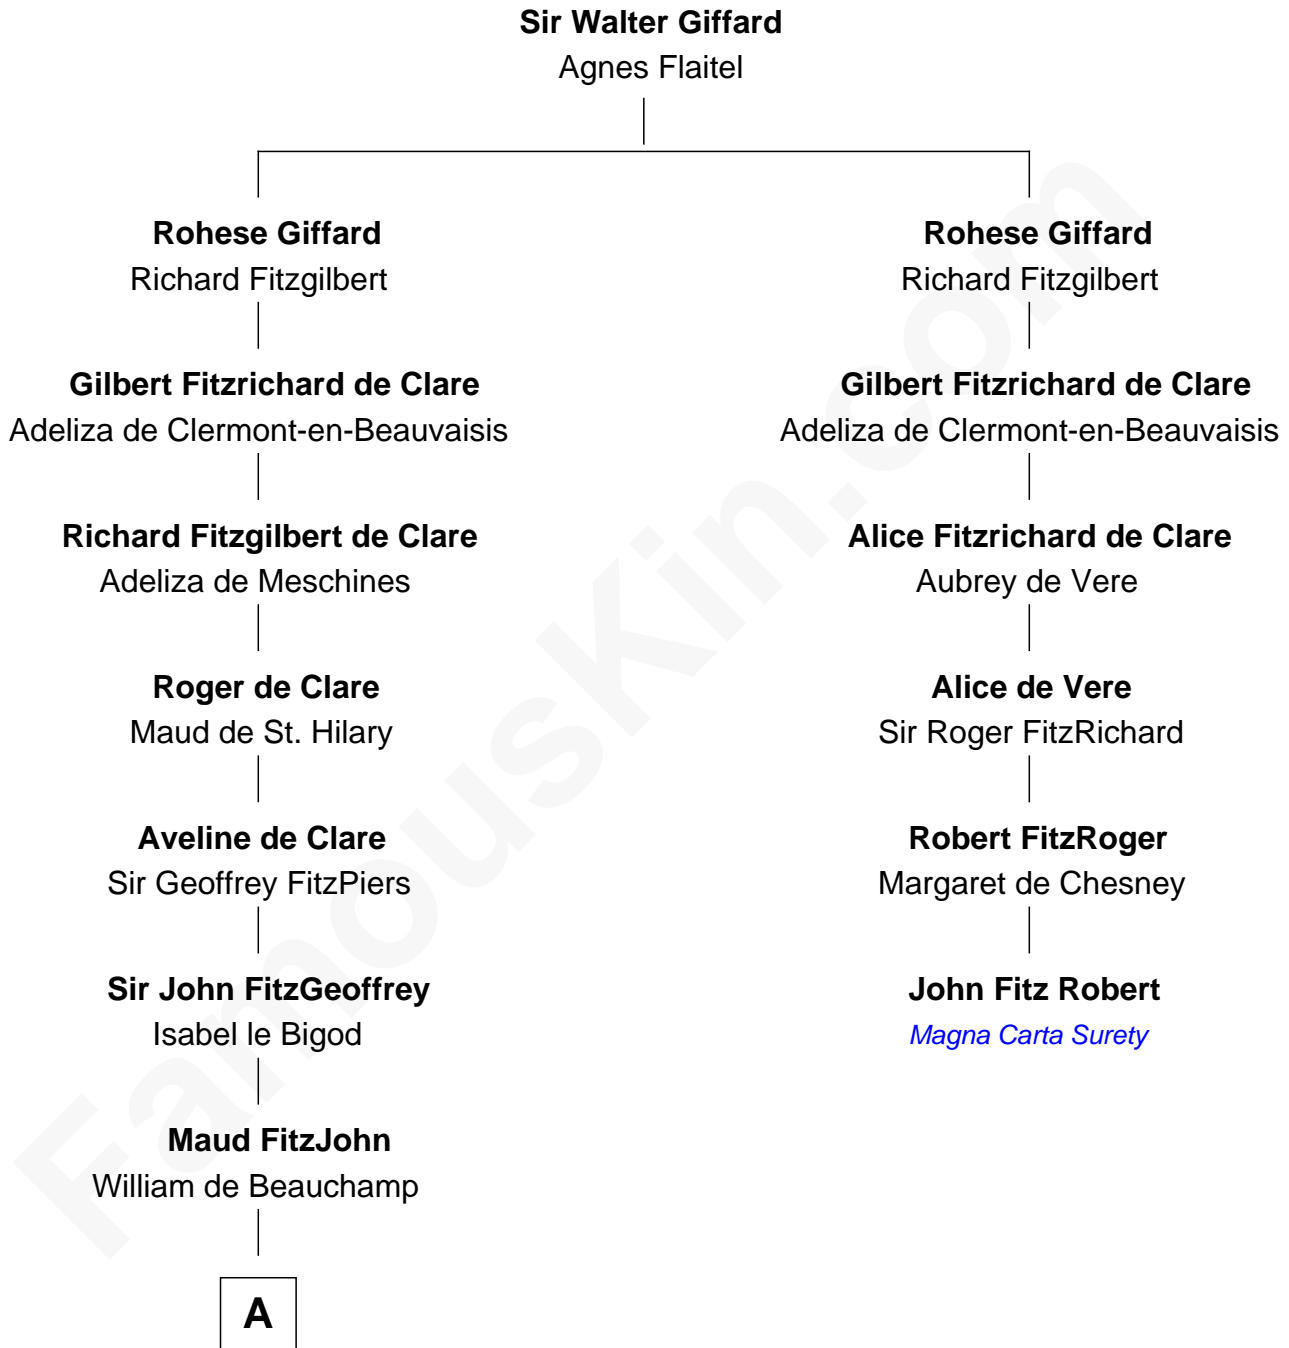 Sir Walter Giffard
Agnes Flaitel
Rohese Giffard
Richard Fitzgilbert
Gilbert Fitzrichard de Clare
Adeliza de Clermont-en-Beauvaisis
Richard Fitzgilbert de Clare
Adeliza de Meschines
Roger de Clare
Maud de St. Hilary
Aveline de Clare
Sir Geoffrey FitzPiers
Sir John FitzGeoffrey
Isabel le Bigod
Maud FitzJohn
William de Beauchamp
A
Rohese Giffard
Richard Fitzgilbert
Gilbert Fitzrichard de Clare
Adeliza de Clermont-en-Beauvaisis
Alice Fitzrichard de Clare
Aubrey de Vere
Alice de Vere
Sir Roger FitzRichard
Robert FitzRoger
Margaret de Chesney
John Fitz Robert
Magna Carta Surety
FamousKin.com